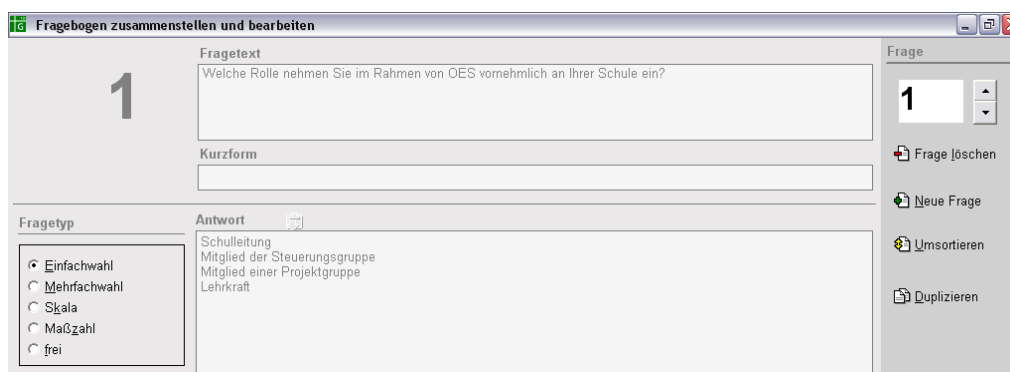 Fragebogen zusammenstellen und bearbeiten
1
Fragetext
Welche Rolle nehmen Sie im Rahmen von OES vornehmlich an Ihrer Schule ein?
Kurzform
Fragetyp
Einfachwahl
Mehrfachwahl
Skala
Maßzahl
frei
Antwort
Schulleitung
Mitglied der Steuerungsgruppe
Mitglied einer Projektgruppe
Lehrkraft
Frage
1
Frage löschen
Neue Frage
Umsortieren
Duplizieren